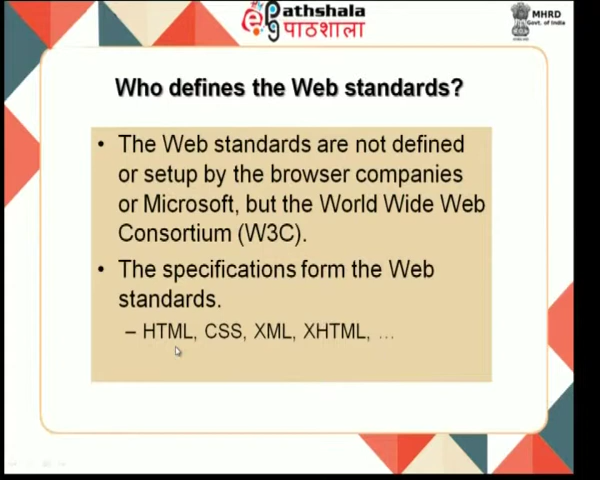 ePathshala
पाठशाला
MHRD
Govt. of India
Who defines the Web standards?
• The Web standards are not defined
or setup by the browser companies
or Microsoft, but the World Wide Web
Consortium (W3C).
• The specifications form the Web
standards.
– HTML, CSS, XML, XHTML, …